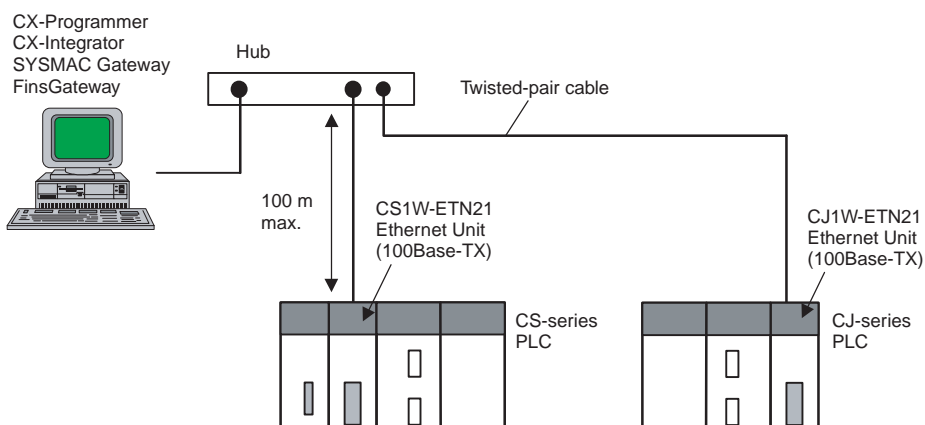 CX-Programmer
CX-Integrator
SYSMAC Gateway
FinsGateway
Hub
Twisted-pair cable
100 m
max.
CS1W-ETN21
Ethernet Unit
(100Base-TX)
CJ1W-ETN21
Ethernet Unit
(100Base-TX)
CS-series
PLC
CJ-series
PLC